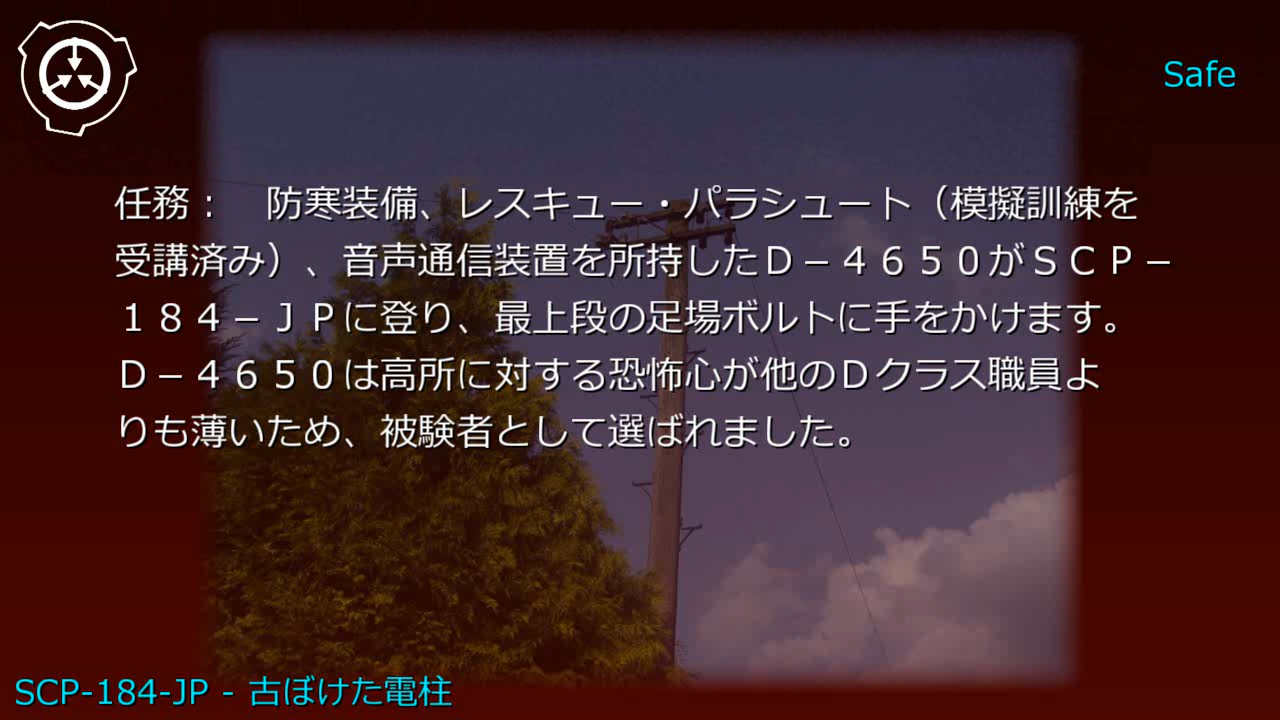 Safe
任務：　防寒装備、レスキュー・パラシュート（模擬訓練を
受講済み）、音声通信装置を所持したＤ－４６５０がＳＣＰ－
１８４－ＪＰに登り、最上段の足場ボルトに手をかけます。
Ｄ－４６５０は高所に対する恐怖心が他のＤクラス職員よ
りも薄いため、被験者として選ばれました。
SCP-184-JP - 古ぼけた電柱